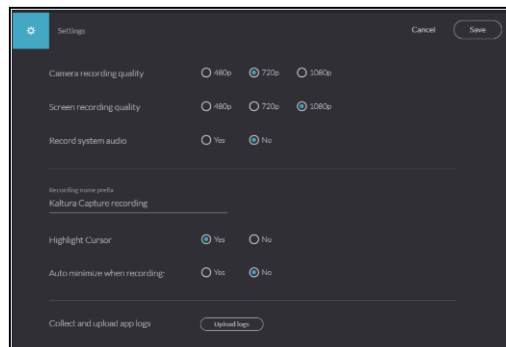 Settings Cancel Save
Camera recording quality 480p 720p 1080p
Screen recording quality 480p 720p 1080p
Record system audio Yes No
Recording name prefix
Kaltura Capture recording
Highlight Cursor Yes No
Auto minimize when recording: Yes No
Collect and upload app logs Upload logs